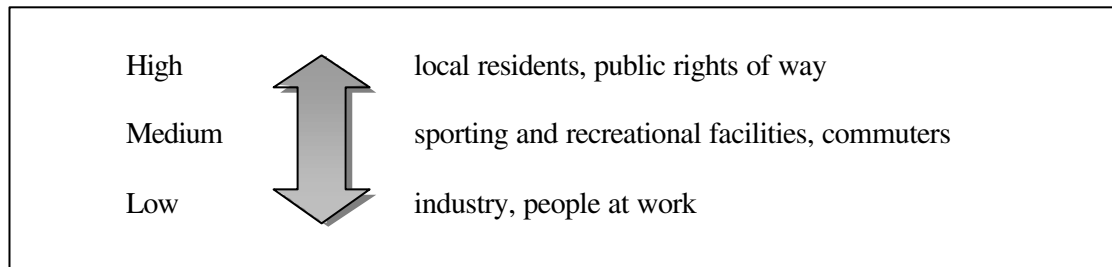 High local residents, public rights of way
Medium sporting and recreational facilities, commuters
Low industry, people at work